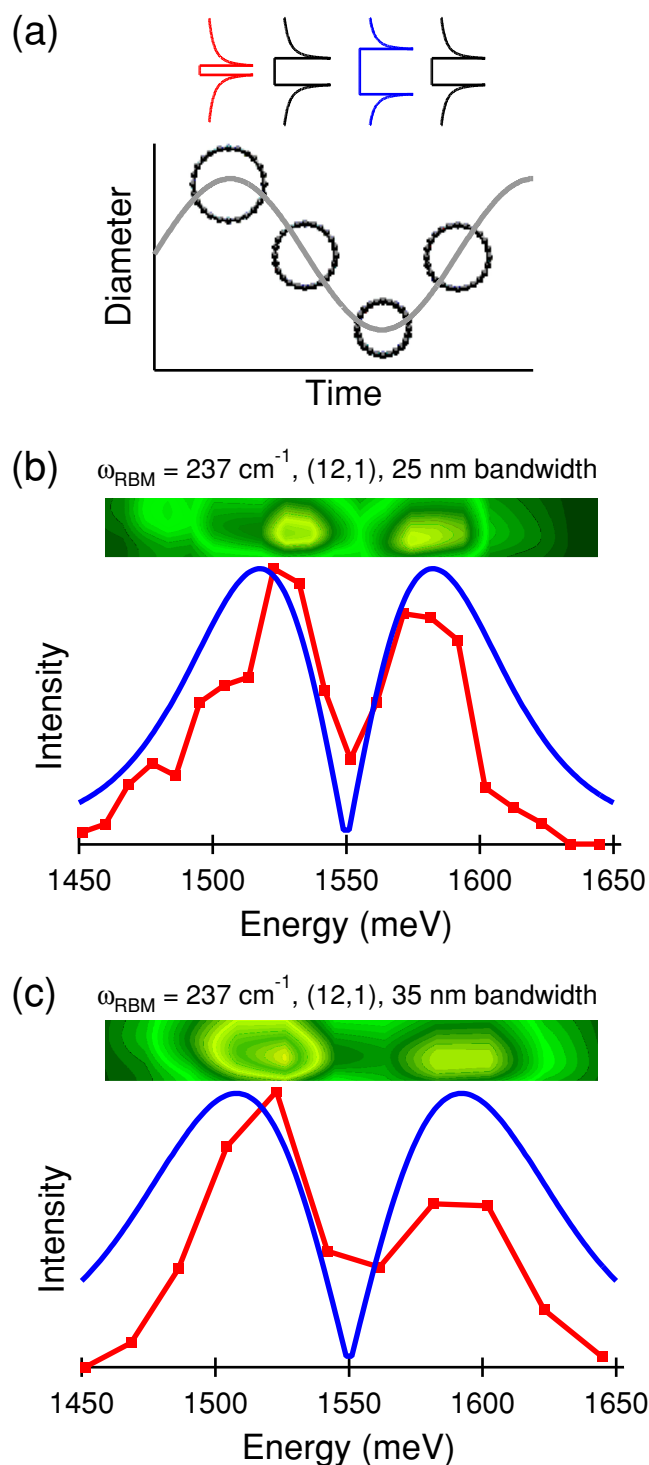 (a)
Diameter
Time
(b)
ωRBM = 237 cm-1, (12,1), 25 nm bandwidth
Intensity
1450 1500 1550 1600 1650
Energy (meV)
(c)
ωRBM = 237 cm-1, (12,1), 35 nm bandwidth
Intensity
1450 1500 1550 1600 1650
Energy (meV)